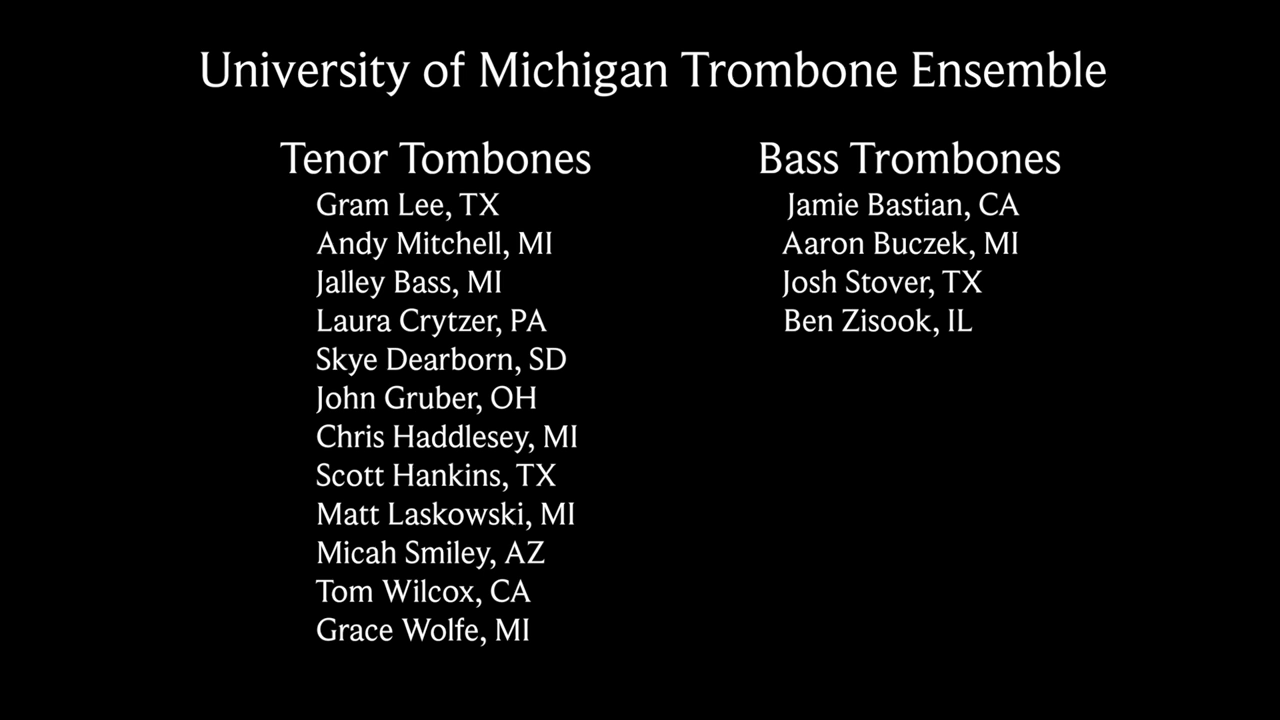 University of Michigan Trombone Ensemble
Tenor Tombones
Gram Lee, TX
Andy Mitchell, MI
Jalley Bass, MI
Laura Crytzer, PA
Skye Dearborn, SD
John Gruber, OH
Chris Haddlesey, MI
Scott Hankins, TX
Matt Laskowski, MI
Micah Smiley, AZ
Tom Wilcox, CA
Grace Wolfe, MI
Bass Trombones
Jamie Bastian, CA
Aaron Buczek, MI
Josh Stover, TX
Ben Zisook, IL